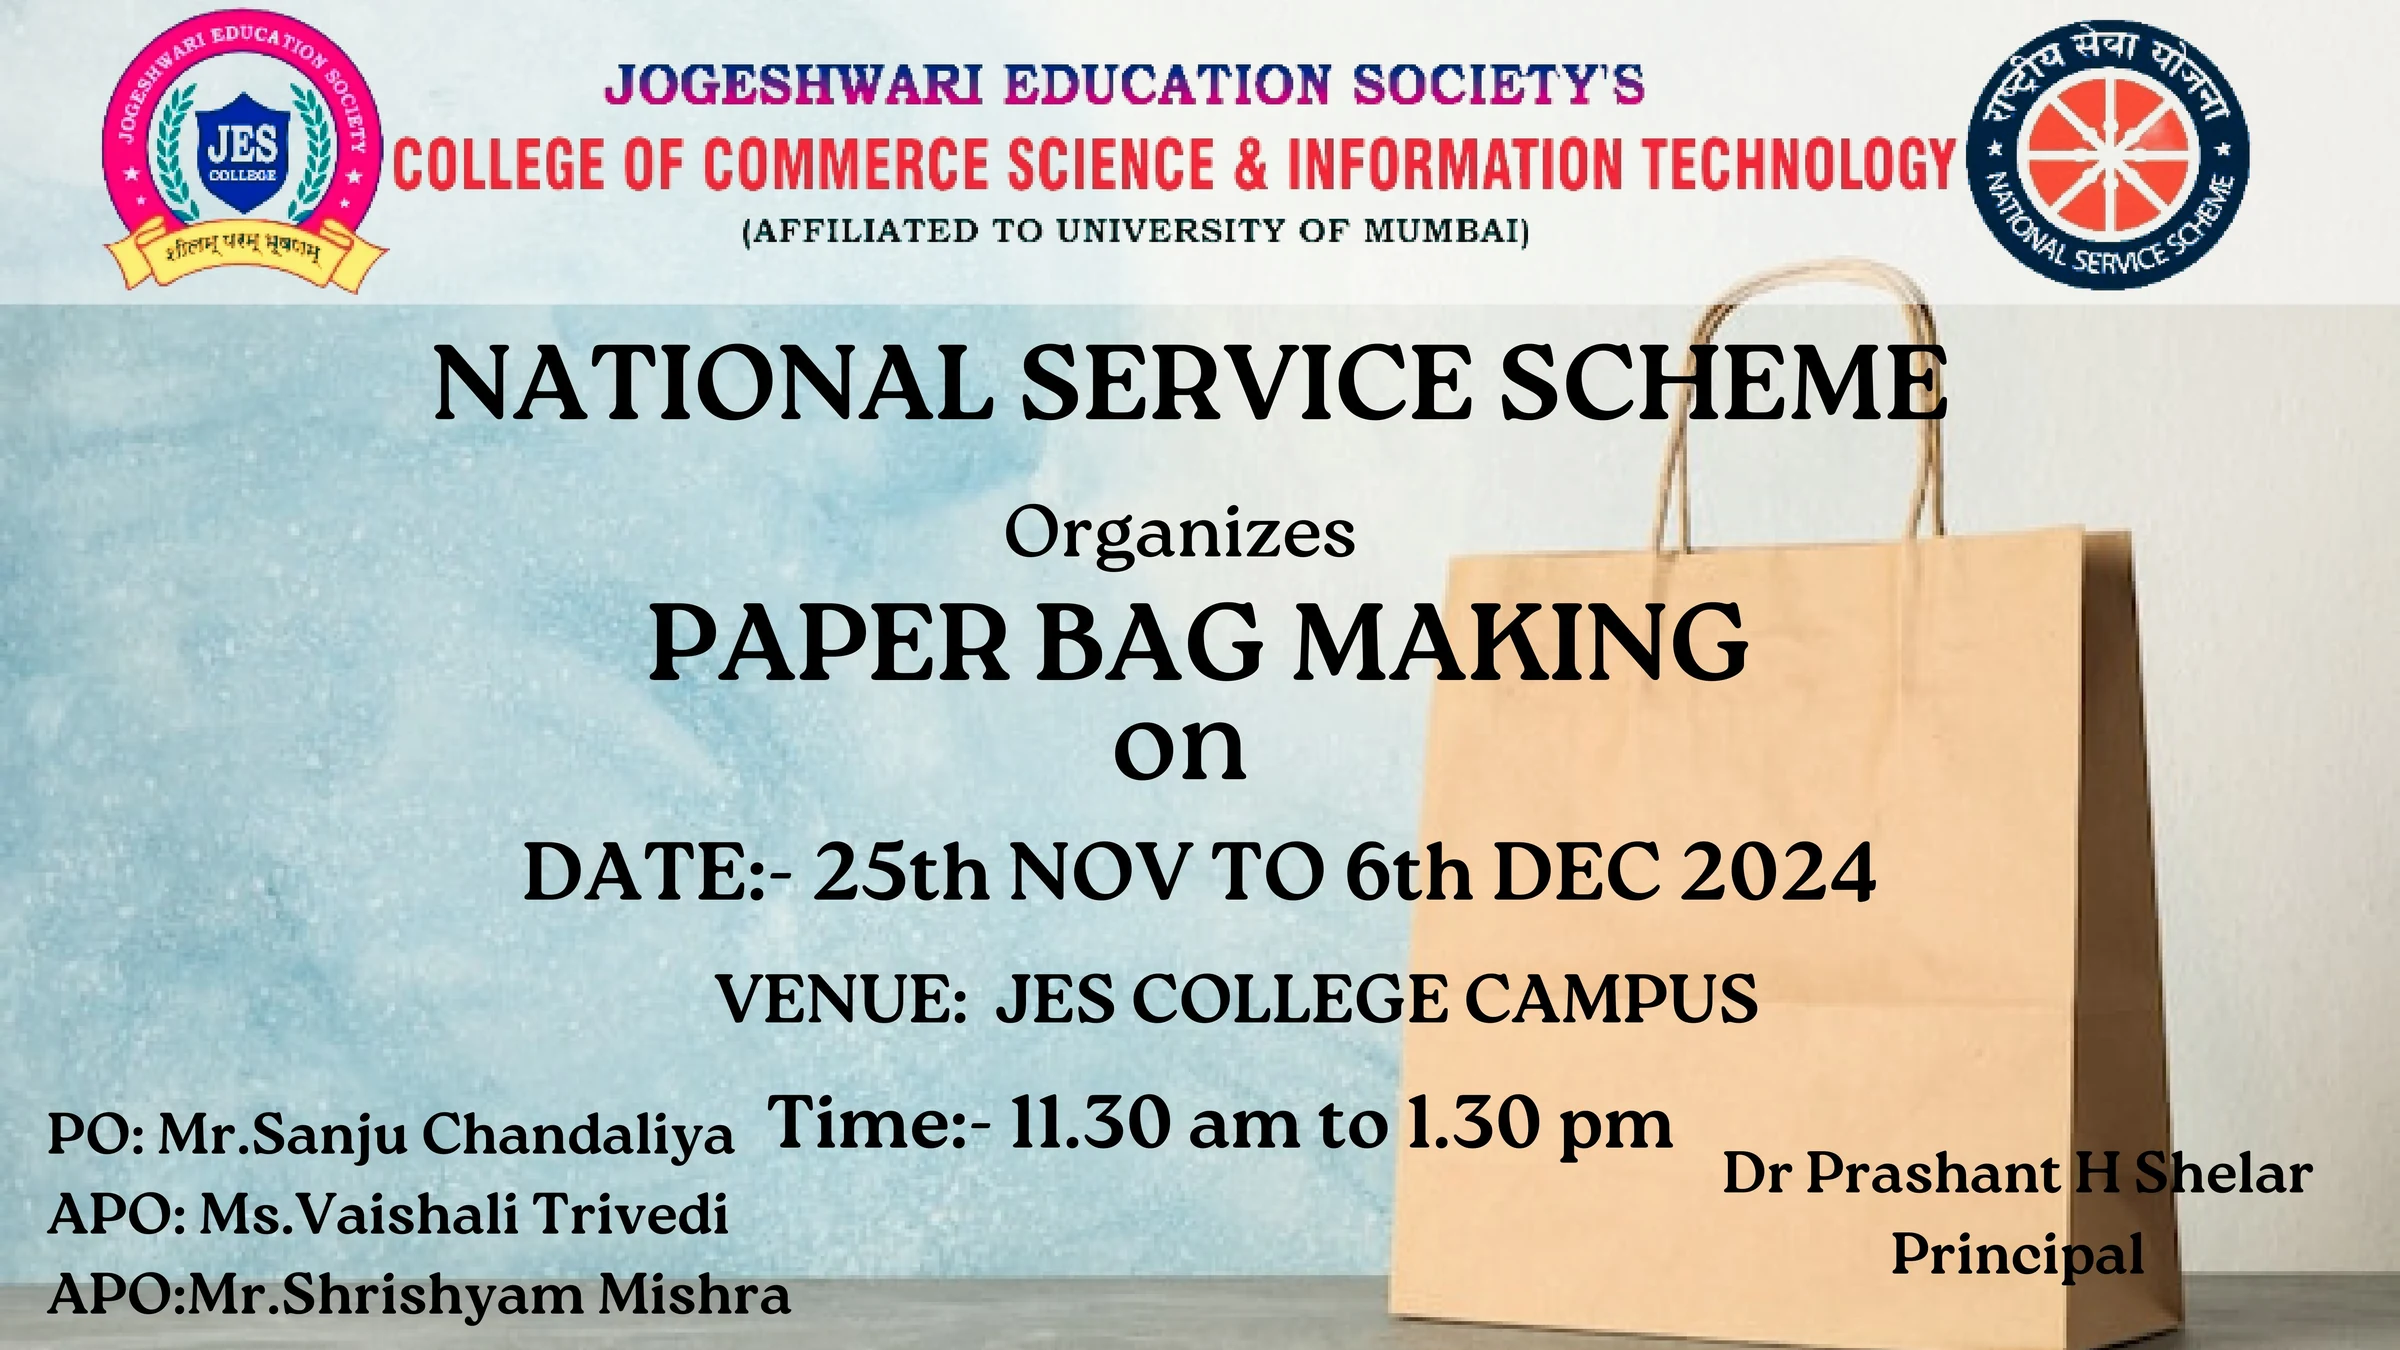 JOGESHWARI EDUCATION SOCIETY
JES
COLLEGE
शीलम् परम् भूषणम्
JOGESHWARI EDUCATION SOCIETY'S
COLLEGE OF COMMERCE SCIENCE & INFORMATION TECHNOLOGY
(AFFILIATED TO UNIVERSITY OF MUMBAI)
राष्ट्रीय सेवा योजना
NATIONAL SERVICE SCHEME
NATIONAL SERVICE SCHEME
Organizes
PAPER BAG MAKING
on
DATE:- 25th NOV TO 6th DEC 2024
VENUE: JES COLLEGE CAMPUS
Time:- 11.30 am to 1.30 pm
PO: Mr.Sanju Chandaliya
APO: Ms.Vaishali Trivedi
APO:Mr.Shrishyam Mishra
Dr Prashant H Shelar
Principal